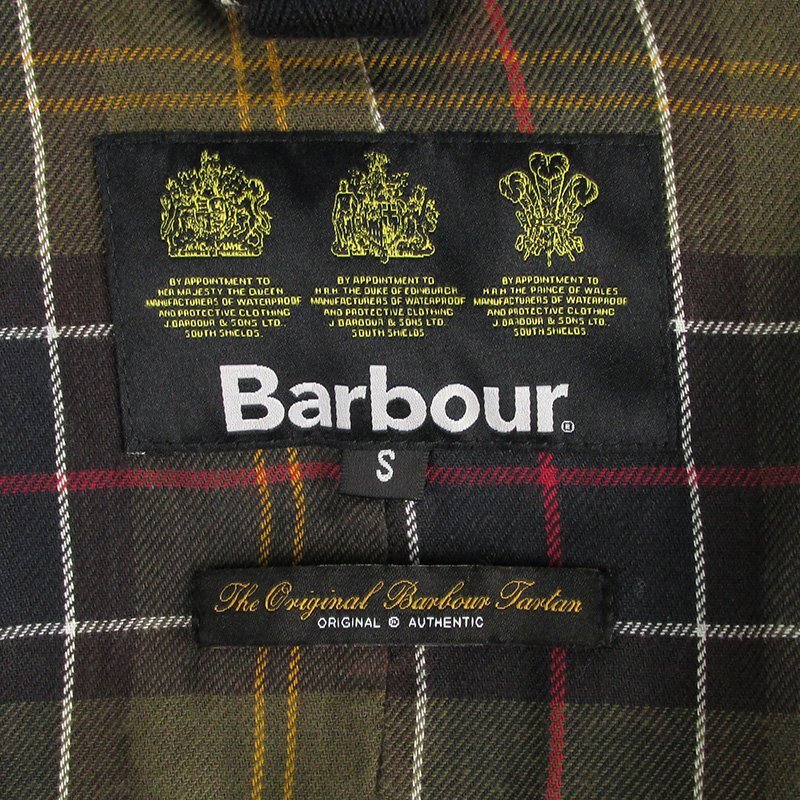 BY APPOINTMENT TO
HER MAJESTY THE QUEEN
MANUFACTURERS OF WATERPROOF
AND PROTECTIVE CLOTHING
J. BARBOUR & SONS LTD.,
SOUTH SHIELDS.
BY APPOINTMENT TO
H.R.H. THE DUKE OF EDINBURGH
MANUFACTURERS OF WATERPROOF
AND PROTECTIVE CLOTHING
J. BARBOUR & SONS LTD.,
SOUTH SHIELDS.
BY APPOINTMENT TO
H.R.H. THE PRINCE OF WALES
MANUFACTURERS OF WATERPROOF
AND PROTECTIVE CLOTHING
J. BARBOUR & SONS LTD.,
SOUTH SHIELDS.
Barbour®
S
The Original Barbour Tartan
ORIGINAL ® AUTHENTIC